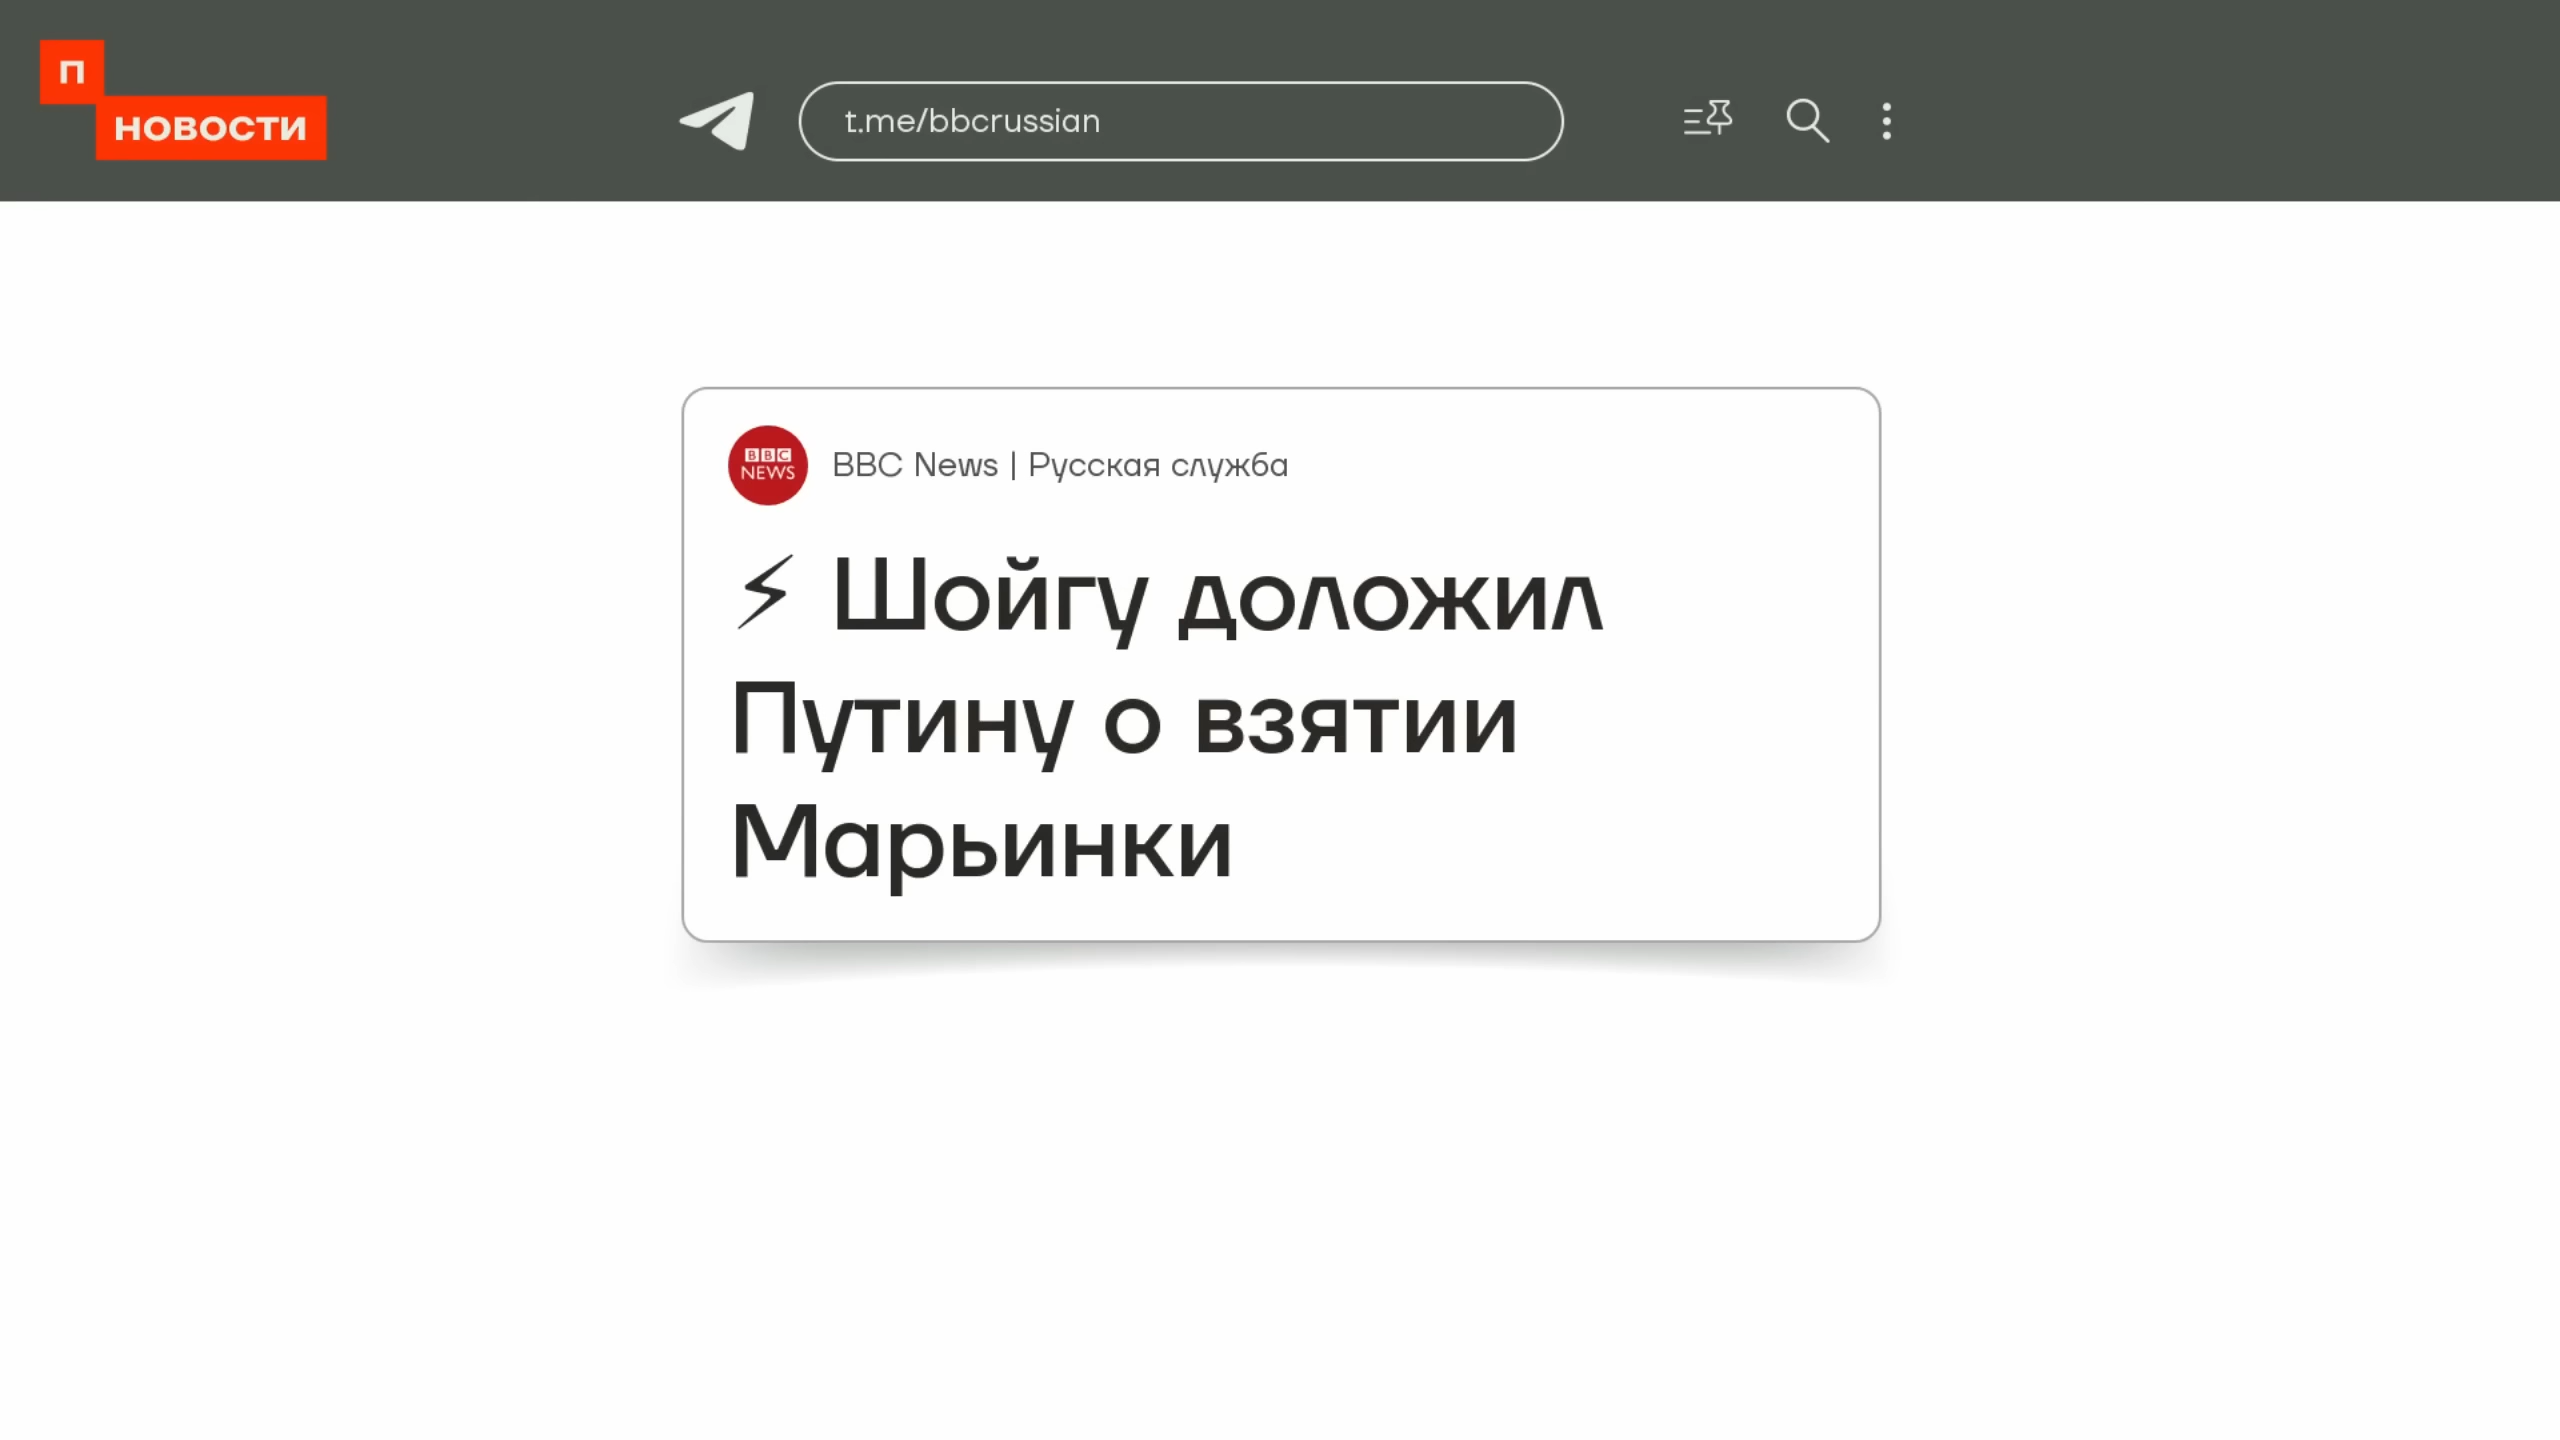 П
НОВОСТИ
t.me/bbcrussian
BBC NEWS
BBC News | Русская служба
⚡ Шойгу доложил
Путину о взятии
Марьинки